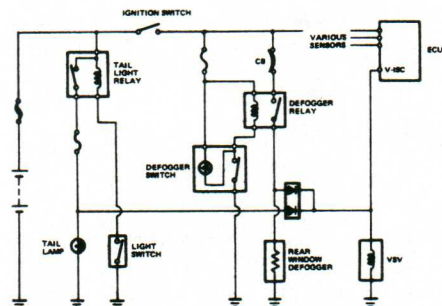 IGNITION SWITCH
VARIOUS
SENSORS
ECU
TAIL
LIGHT
RELAY
CB
V-ISC
DEFOGGER
RELAY
DEFOGGER
SWITCH
TAIL
LAMP
LIGHT
SWITCH
REAR
WINDOW
DEFOGGER
VSV